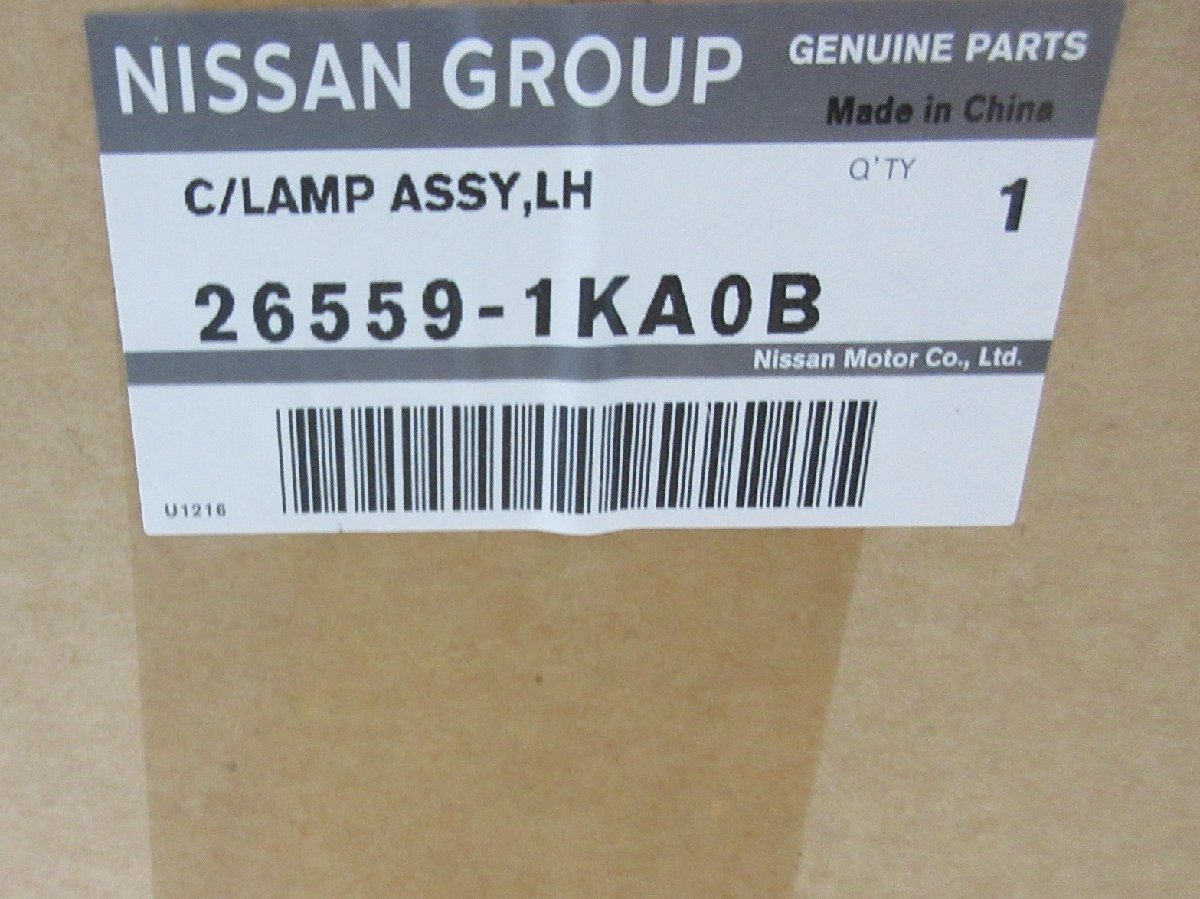 NISSAN GROUP GENUINE PARTS
Made in China
C/LAMP ASSY,LH Q'TY 1
26559-1KA0B
Nissan Motor Co., Ltd.
U1216